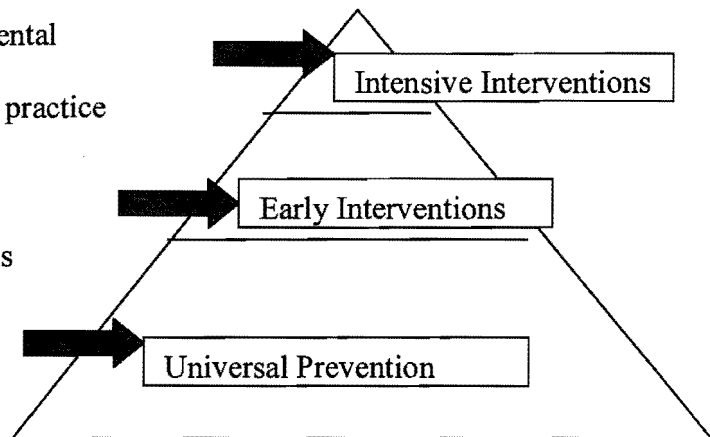 ental
Intensive Interventions
practice
Early Interventions
s
Universal Prevention